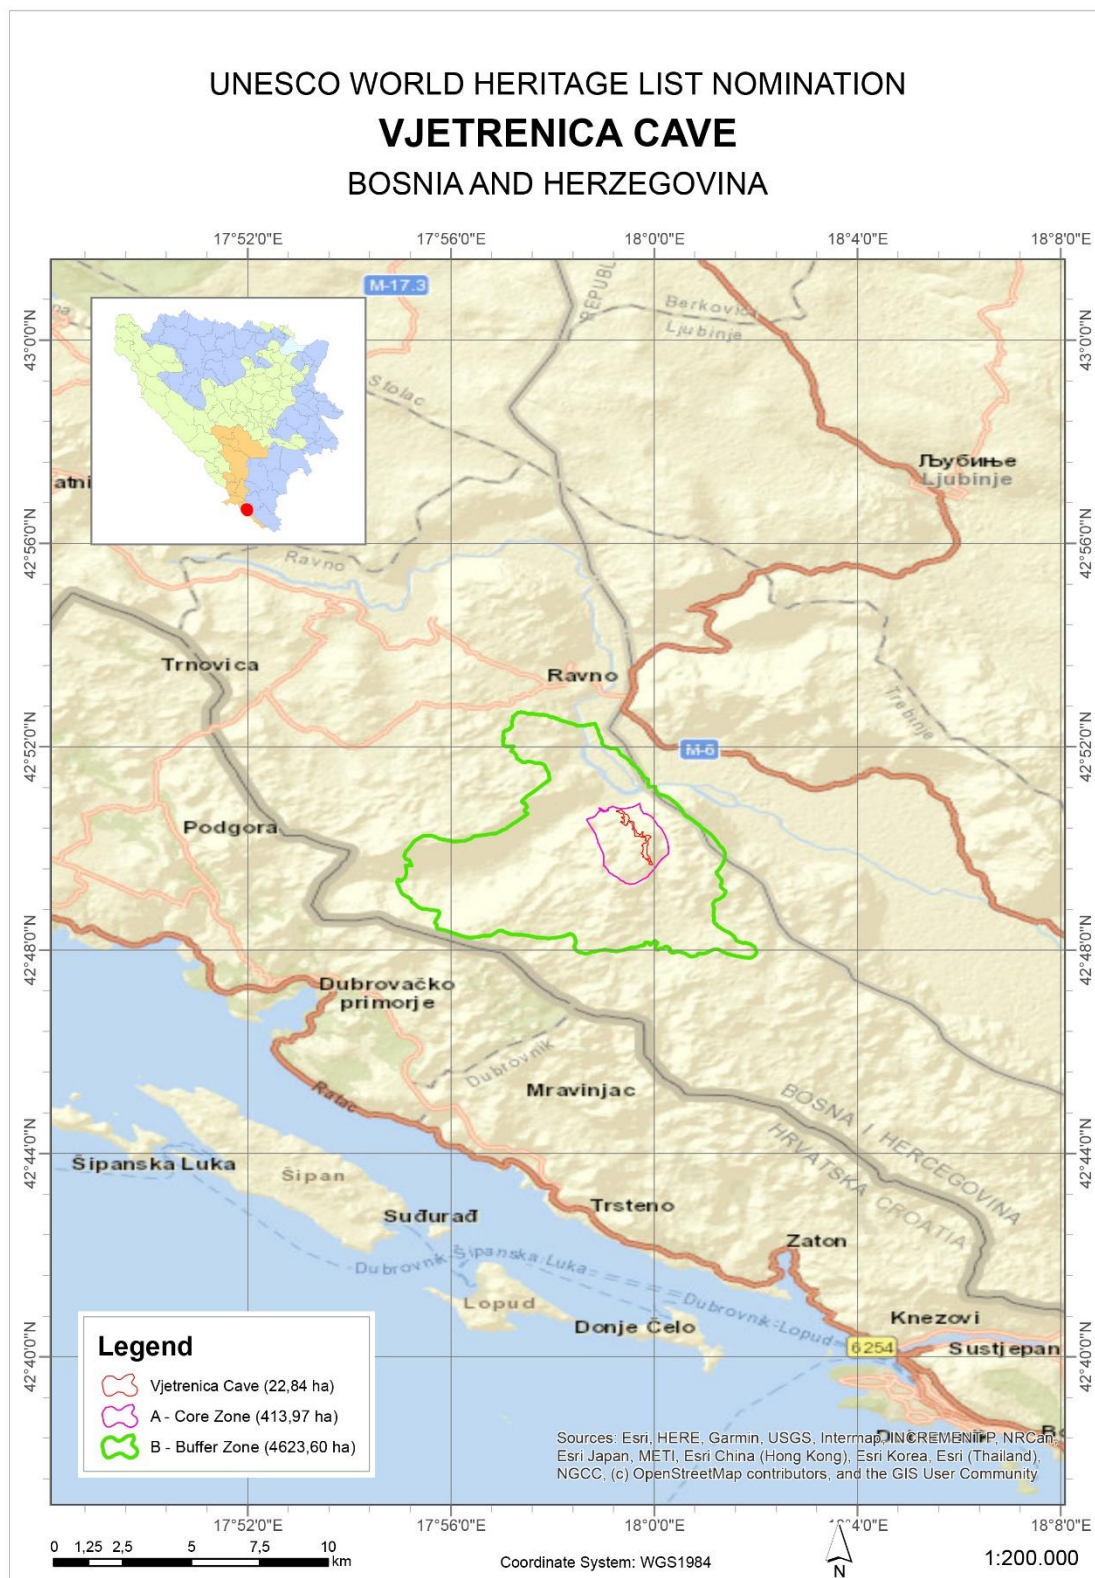 UNESCO WORLD HERITAGE LIST NOMINATION
VJETRENICA CAVE
BOSNIA AND HERZEGOVINA
17°52'0"E
17°56'0"E
18°0'0"E
18°4'0"E
18°8'0"E
M-17.3
REPUBL
Berkovići
Ljubinje
43°0'0"N
43°0'0"N
Stolac
Љубиње
Ljubinje
atni
42°56'0"N
42°56'0"N
Ravno
Trnovica
Ravno
Trebinje
42°52'0"N
42°52'0"N
M-6
Podgora
42°48'0"N
42°48'0"N
Dubrovačko
primorje
Dubrovnik
Mravinjac
Ratac
BOSNA I HERCEGOVINA
HRVATSKA CROATIA
42°44'0"N
42°44'0"N
Šipanska Luka
Šipan
Suđurađ
Trsteno
Zaton
Dubrovnik-Šipanska Luka
Dubrovnik-Lopud
Lopud
Donje Čelo
Knezovi
Sustjepan
6254
42°40'0"N
42°40'0"N
Legend
Vjetrenica Cave (22,84 ha)
A - Core Zone (413,97 ha)
B - Buffer Zone (4623,60 ha)
Sources: Esri, HERE, Garmin, USGS, Intermap, INCREMENT P, NRCan,
Esri Japan, METI, Esri China (Hong Kong), Esri Korea, Esri (Thailand),
NGCC, (c) OpenStreetMap contributors, and the GIS User Community
17°52'0"E
17°56'0"E
18°0'0"E
18°4'0"E
18°8'0"E
0 1,25 2,5 5 7,5 10
km
Coordinate System: WGS1984
N
1:200.000